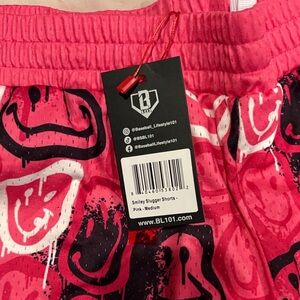 @Baseball_Lifestyle101
@BSBL101
@Baseball_Lifestyle101
Smiley Slugger Shorts -
Pink - Medium
www.BL101.com